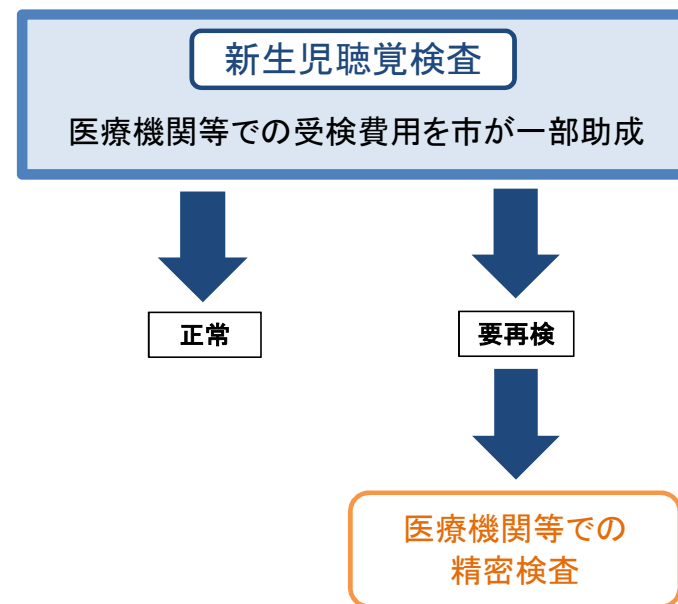 新生児聴覚検査
医療機関等での受検費用を市が一部助成
正常
要再検
医療機関等での
精密検査